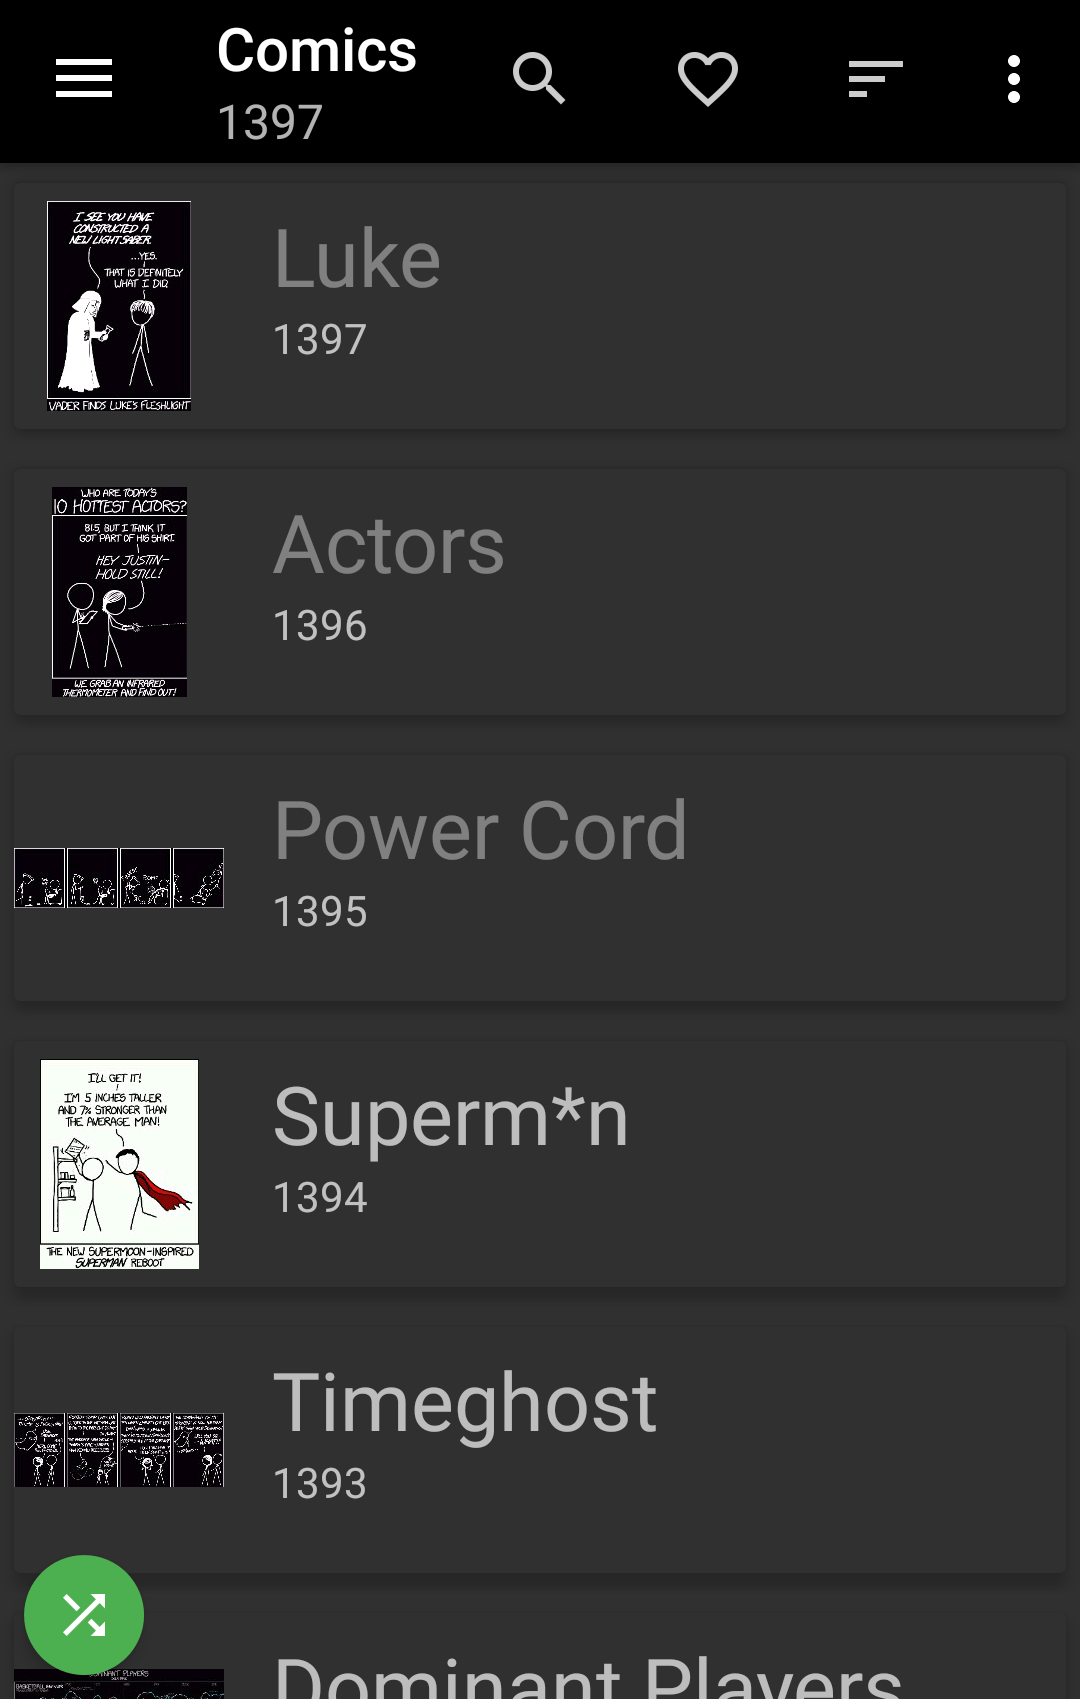 Comics
1397
I SEE YOU HAVE
CONSTRUCTED A
NEW LIGHTSABER.
...YES.
THAT IS DEFINITELY
WHAT I DID.
VADER FINDS LUKE'S FLESHLIGHT
Luke
1397
WHO ARE TODAY'S
10 HOTTEST ACTORS?
81.5, BUT I THINK IT
GOT PART OF HIS SHIRT.
HEY JUSTIN—
HOLD STILL!
WE GRAB AN INFRARED
THERMOMETER AND FIND OUT!
Actors
1396
Power Cord
1395
I'LL GET IT!
I'M 5 INCHES TALLER
AND 7% STRONGER THAN
THE AVERAGE MAN!
THE NEW SUPERMOON-INSPIRED
SUPERMAN REBOOT
Superm*n
1394
Timeghost
1393
DOMINANT PLAYERS
Dominant Players